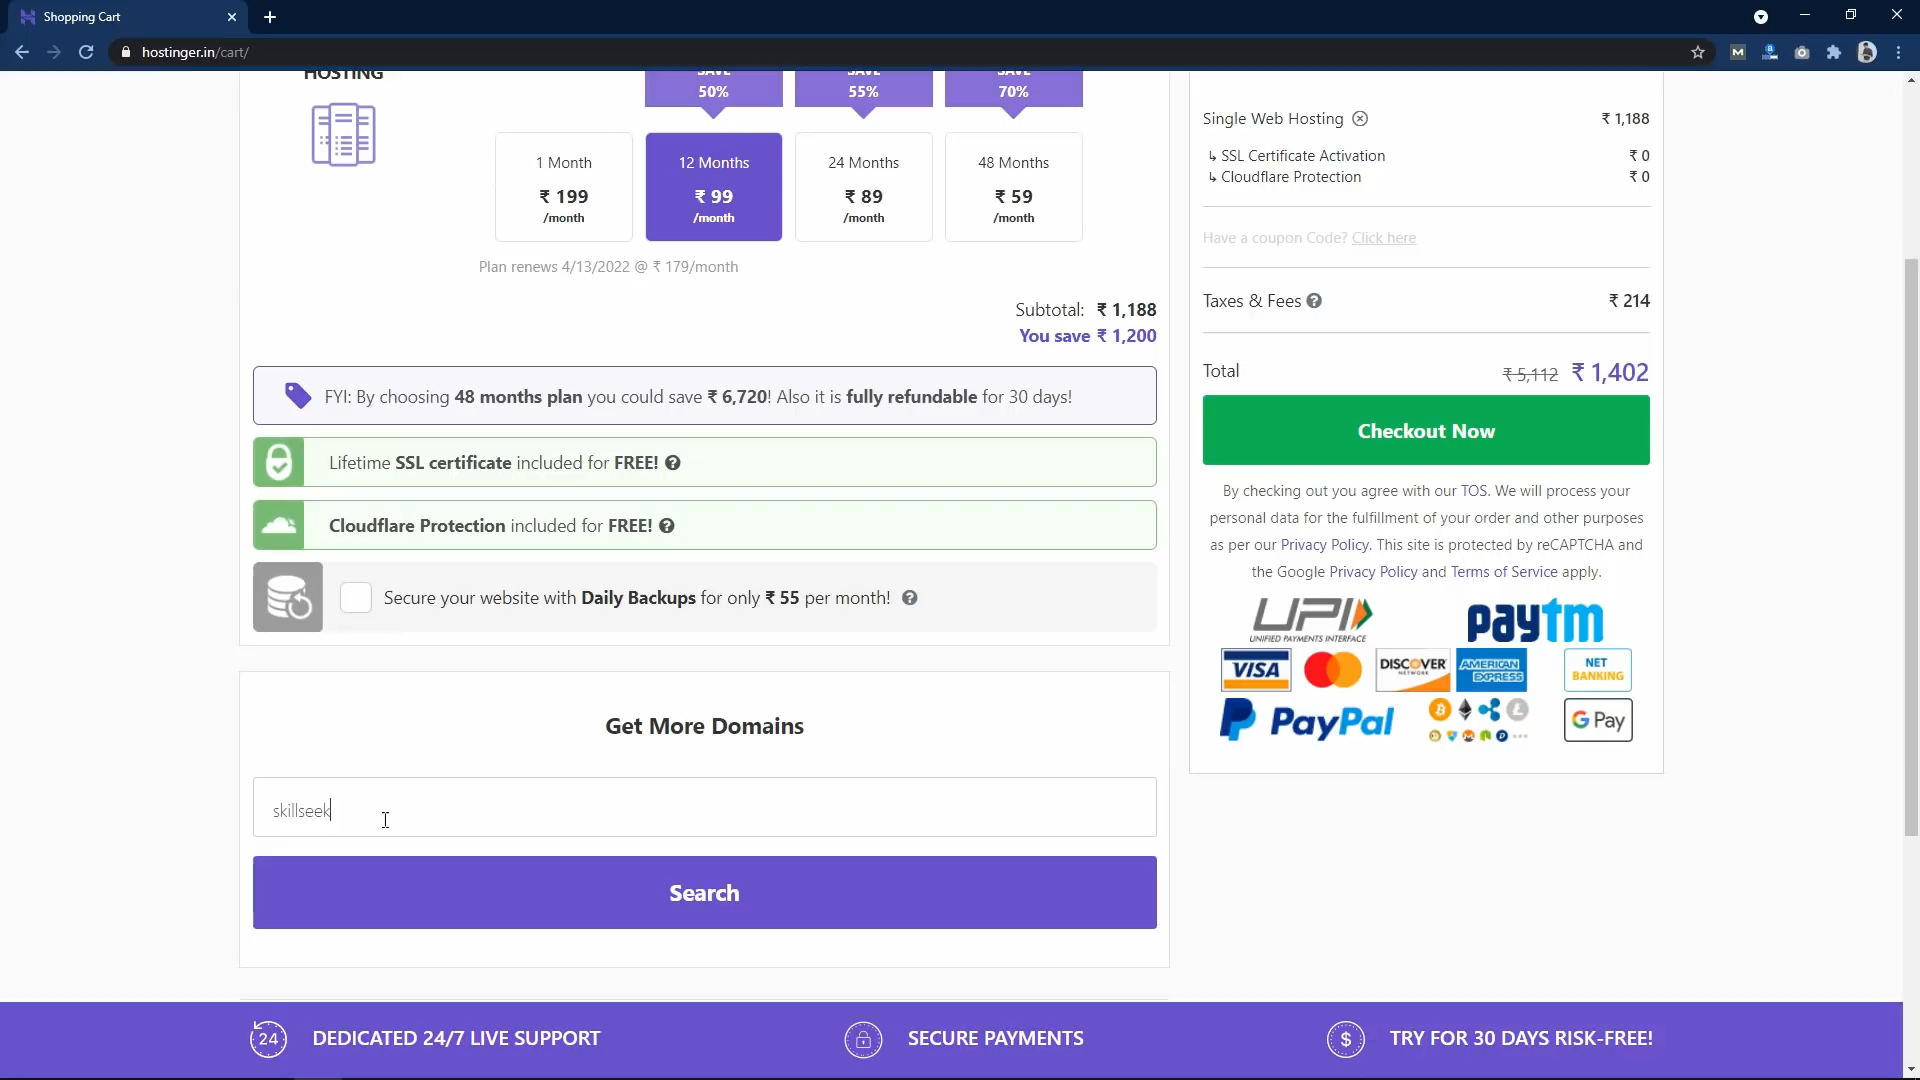 Shopping Cart
hostinger.in/cart/
HOSTING
SAVE
50%
SAVE
55%
SAVE
70%
1 Month
₹ 199
/month
12 Months
₹ 99
/month
24 Months
₹ 89
/month
48 Months
₹ 59
/month
Plan renews 4/13/2022 @ ₹ 179/month
Subtotal: ₹ 1,188
You save ₹ 1,200
FYI: By choosing 48 months plan you could save ₹ 6,720! Also it is fully refundable for 30 days!
Lifetime SSL certificate included for FREE!
Cloudflare Protection included for FREE!
Secure your website with Daily Backups for only ₹ 55 per month!
Get More Domains
skillseek
Search
Single Web Hosting ₹ 1,188
↳ SSL Certificate Activation ₹ 0
↳ Cloudflare Protection ₹ 0
Have a coupon Code? Click here
Taxes & Fees ₹ 214
Total ₹ 5,112 ₹ 1,402
Checkout Now
By checking out you agree with our TOS. We will process your
personal data for the fulfillment of your order and other purposes
as per our Privacy Policy. This site is protected by reCAPTCHA and
the Google Privacy Policy and Terms of Service apply.
UPI
UNIFIED PAYMENTS INTERFACE
paytm
VISA
DISCOVER
NETWORK
AMERICAN
EXPRESS
NET
BANKING
PayPal
G Pay
24 DEDICATED 24/7 LIVE SUPPORT
SECURE PAYMENTS
$ TRY FOR 30 DAYS RISK-FREE!